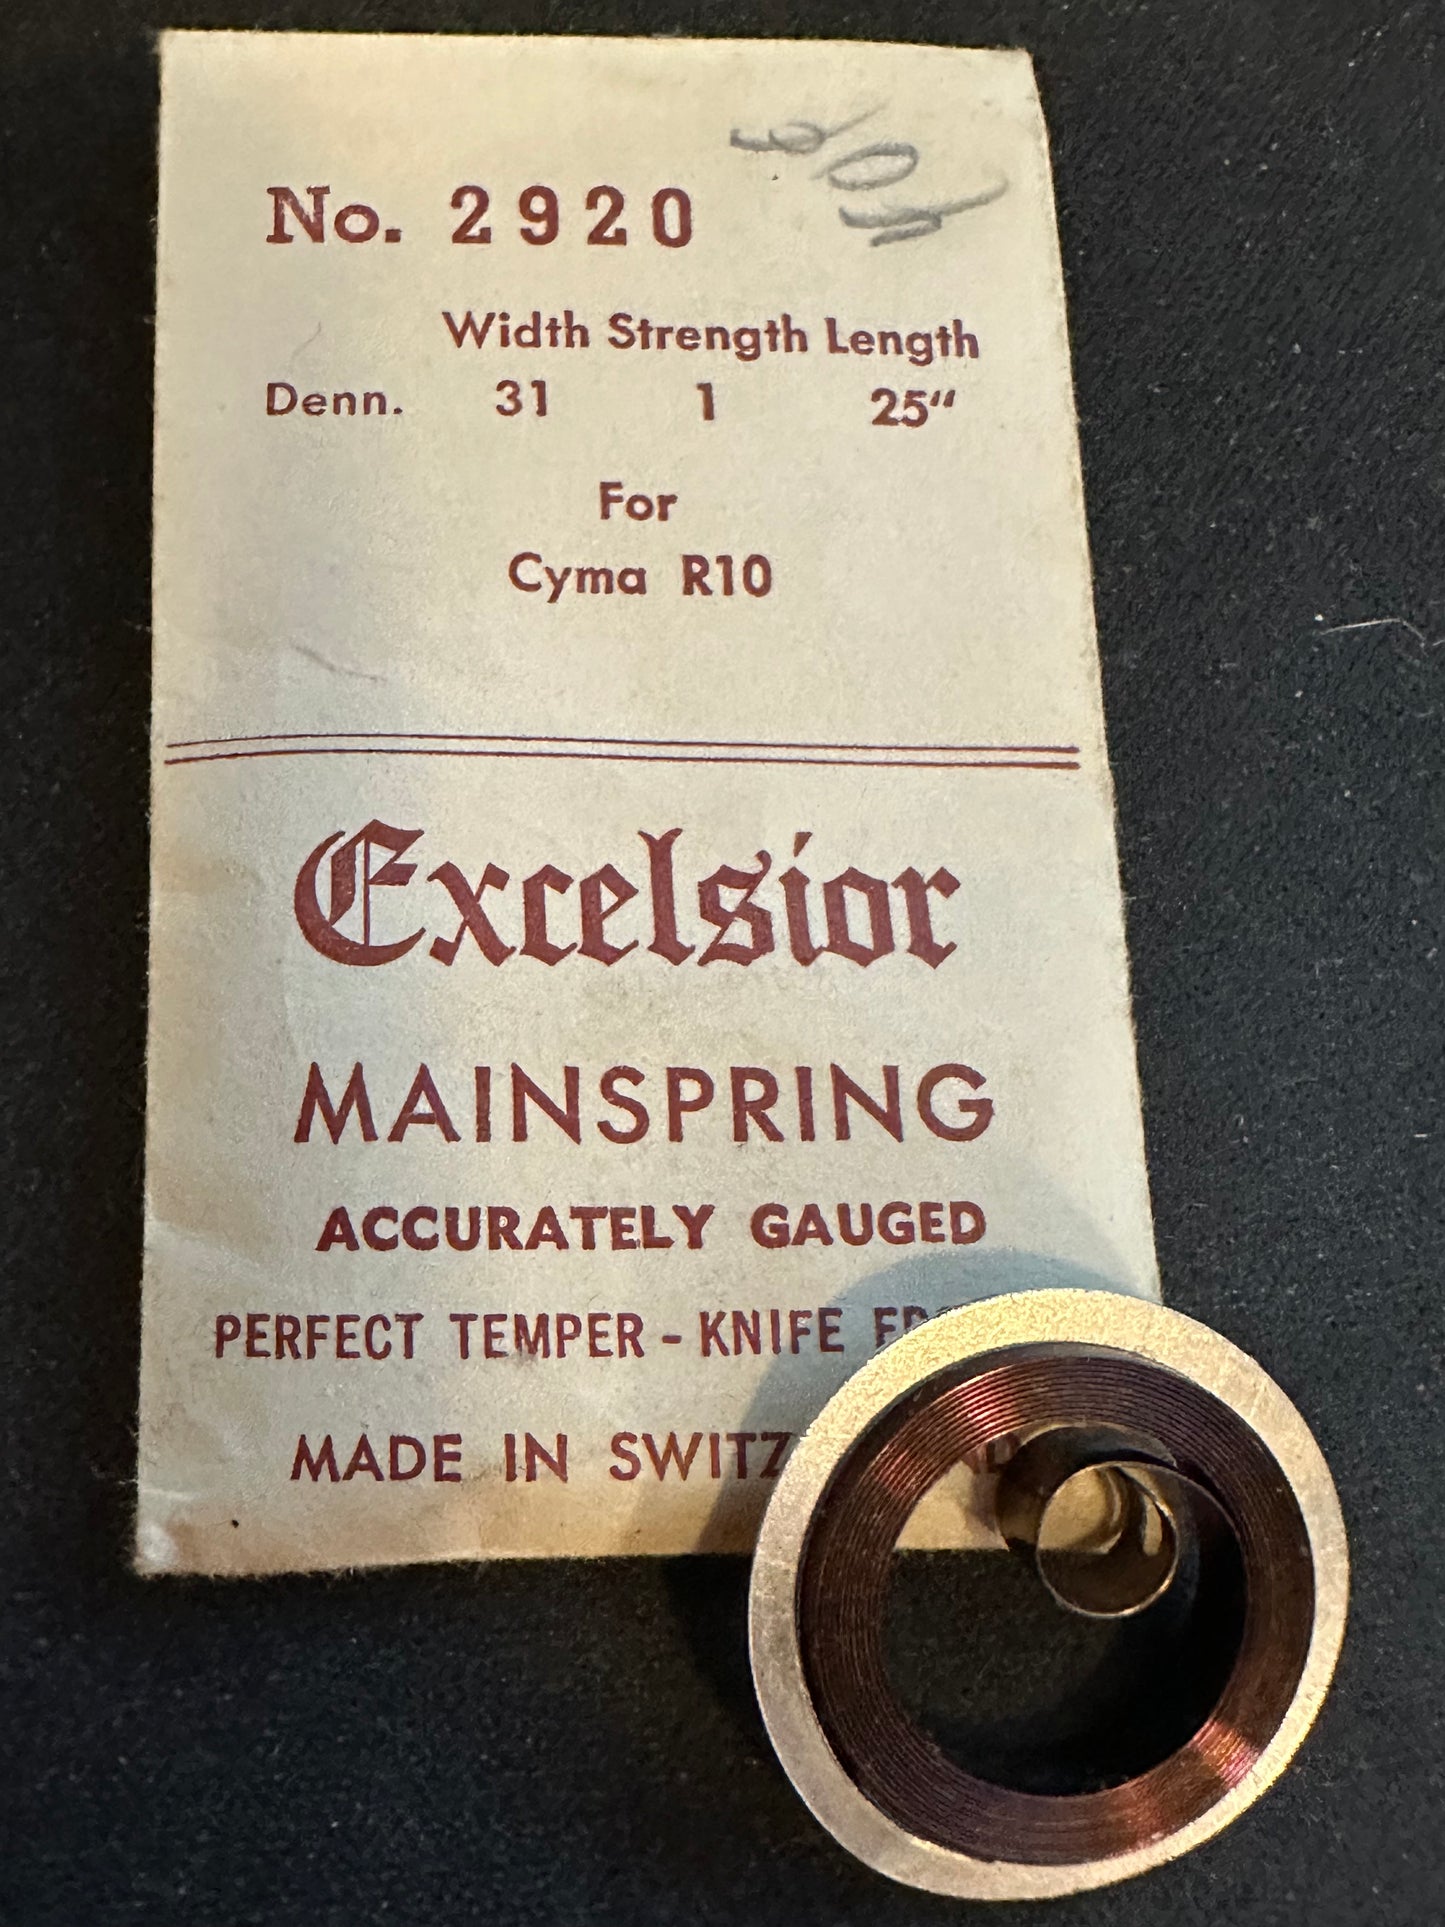 No. 2920
Width Strength Length
Denn. 31 1 25"
For
Cyma R10
Excelsior
MAINSPRING
ACCURATELY GAUGED
PERFECT TEMPER - KNIFE
MADE IN